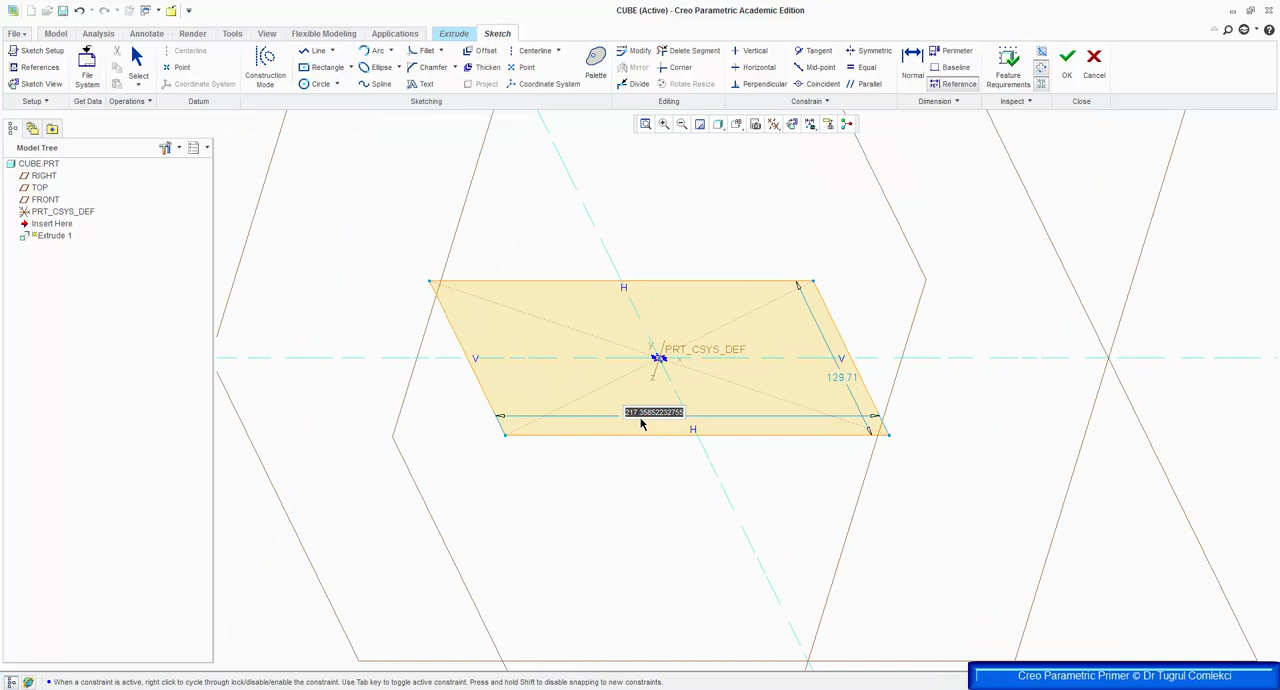 CUBE (Active) - Creo Parametric Academic Edition
File Model Analysis Annotate Render Tools View Flexible Modeling Applications Extrude Sketch
Sketch Setup
References
Sketch View
Setup
File System
Get Data
Select
Operations
Centerline
Point
Coordinate System
Datum
Construction Mode
Line Arc Fillet Offset Centerline
Rectangle Ellipse Chamfer Thicken Point
Circle Spline Text Project Coordinate System
Palette
Sketching
Modify Delete Segment
Mirror Corner
Divide Rotate Resize
Editing
Vertical Tangent Symmetric
Horizontal Mid-point Equal
Perpendicular Coincident Parallel
Constrain
Normal
Perimeter
Baseline
Reference
Dimension
Feature Requirements
Inspect
OK
Cancel
Close
Model Tree
CUBE.PRT
RIGHT
TOP
FRONT
PRT_CSYS_DEF
Insert Here
Extrude 1
H
V
y
PRT_CSYS_DEF
x
z
V
129.71
217.35852232755
H
When a constraint is active, right click to cycle through lock/disable/enable the constraint. Use Tab key to toggle active constraint. Press and hold Shift to disable snapping to new constraints.
Creo Parametric Primer © Dr Tugrul Comlekci